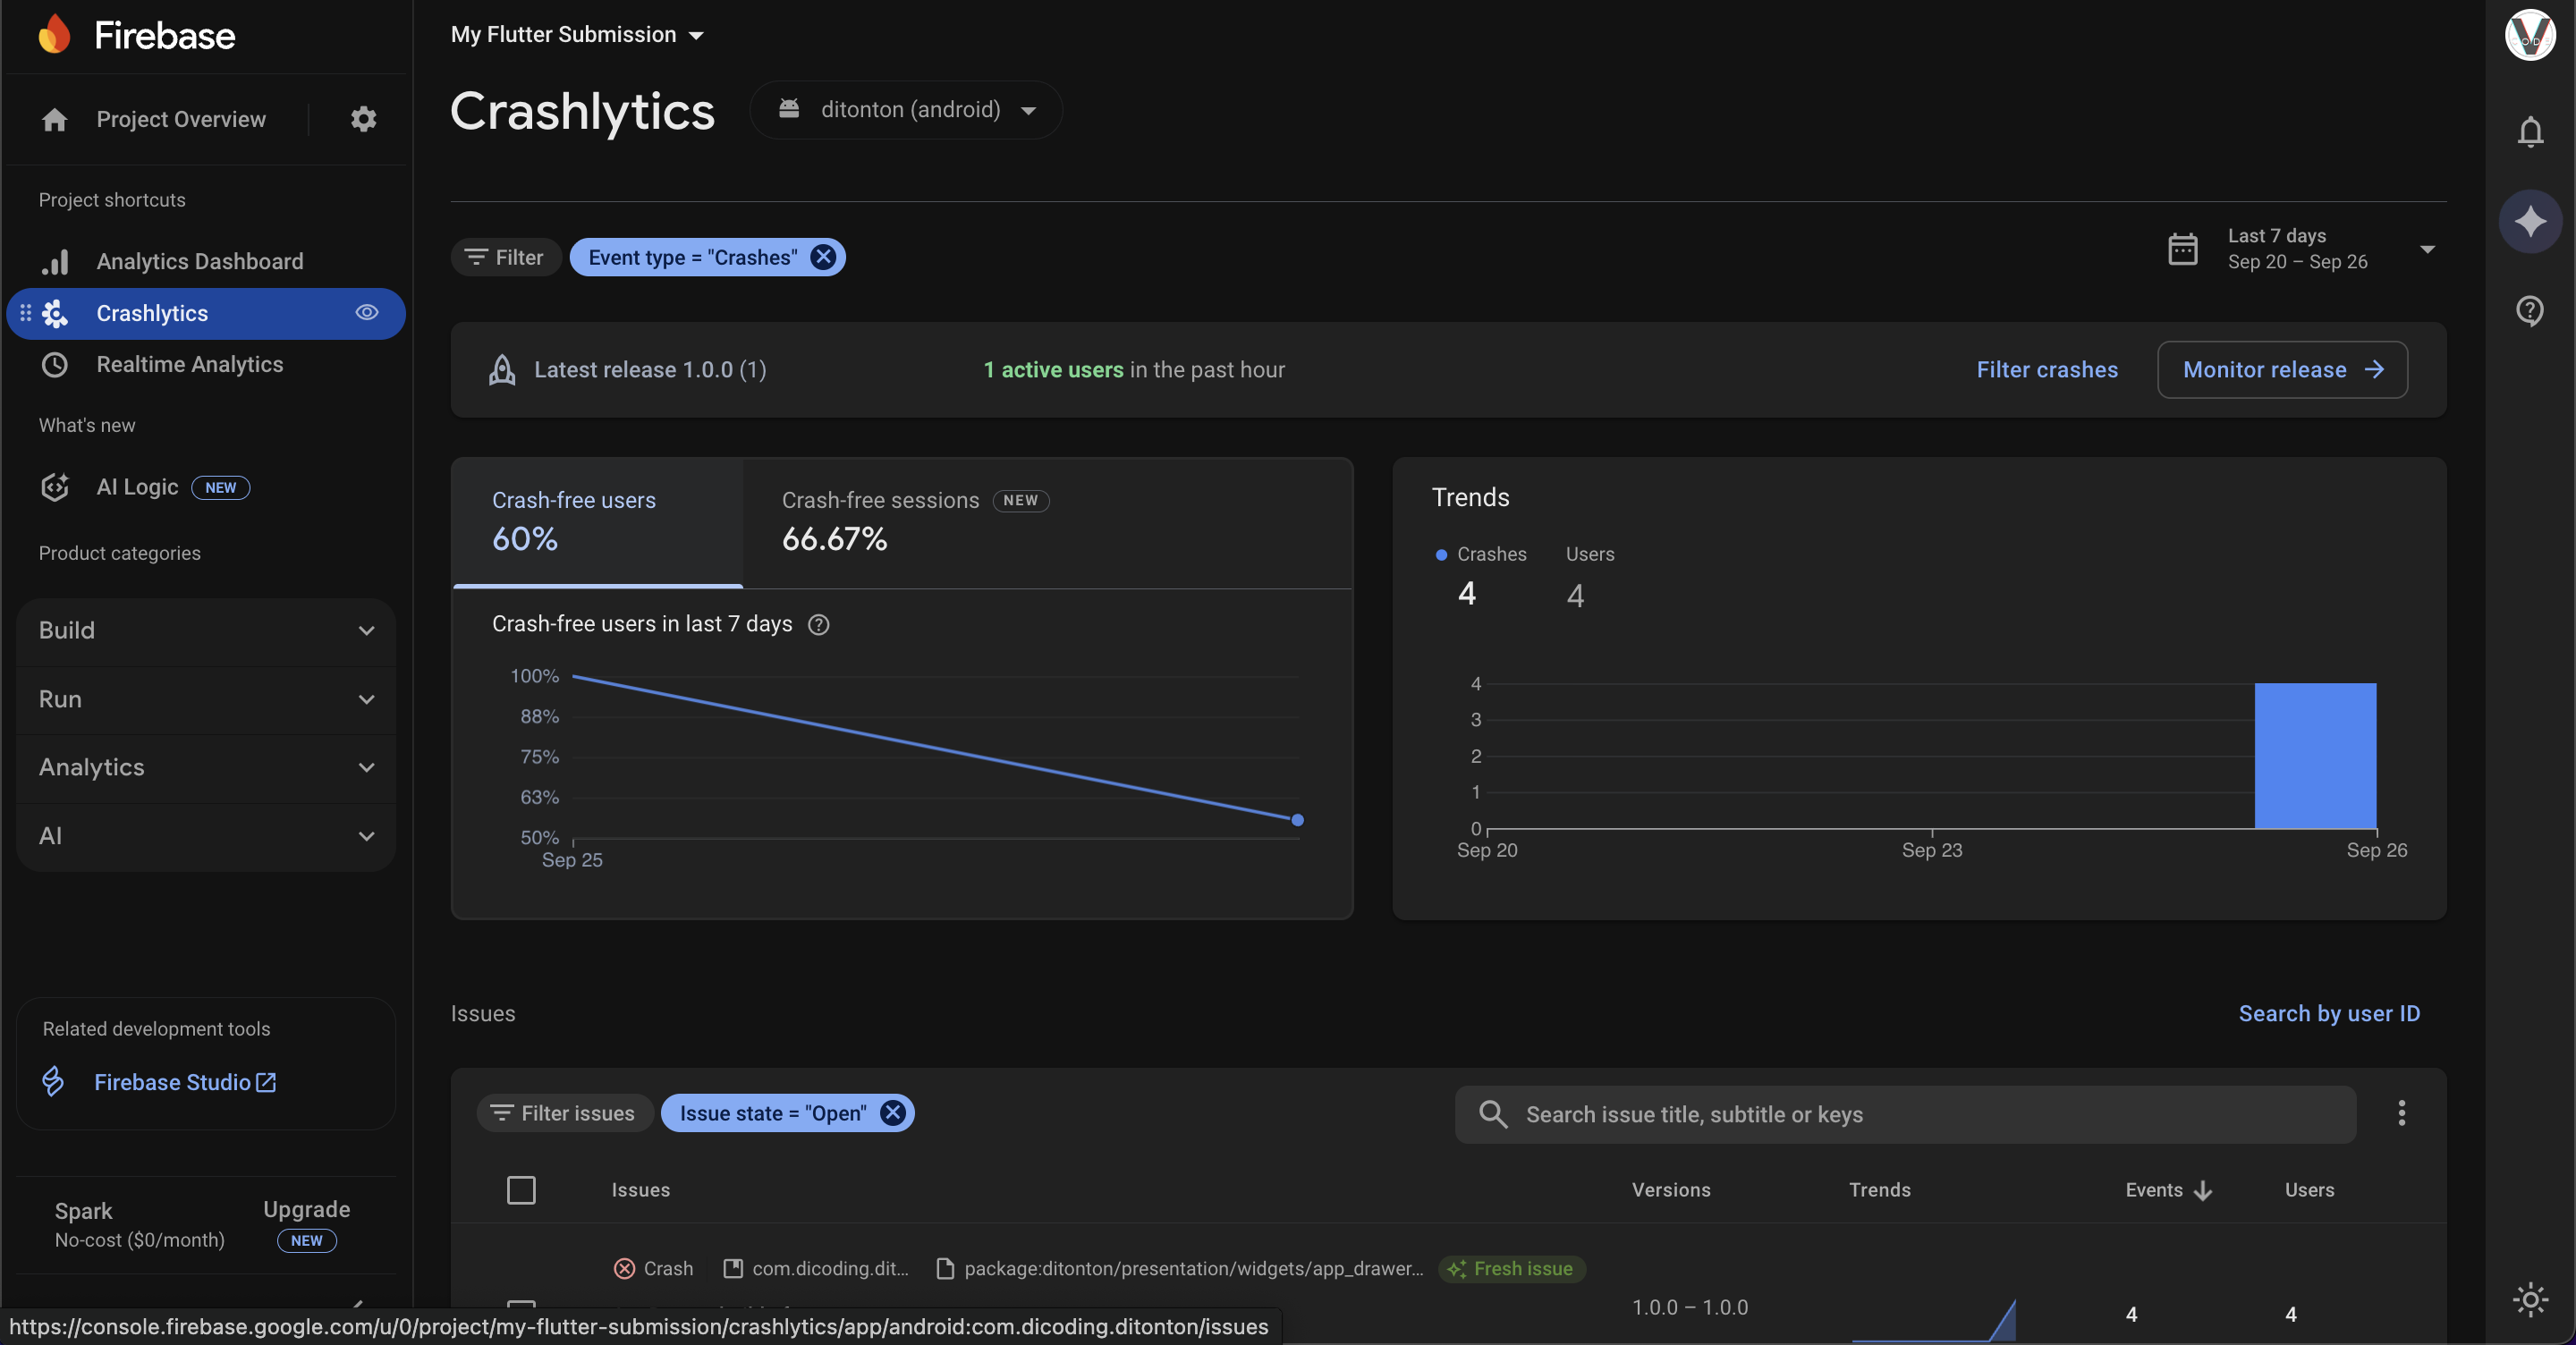 Firebase
Project Overview
Project shortcuts
Analytics Dashboard
Crashlytics
Realtime Analytics
What's new
AI Logic NEW
Product categories
Build
Run
Analytics
AI
Related development tools
Firebase Studio
Spark
No-cost ($0/month)
Upgrade
NEW
My Flutter Submission
Crashlytics
ditonton (android)
Filter
Event type = "Crashes"
Last 7 days
Sep 20 – Sep 26
Latest release 1.0.0 (1)
1 active users in the past hour
Filter crashes
Monitor release
Crash-free users
60%
Crash-free sessions NEW
66.67%
Crash-free users in last 7 days
100%
88%
75%
63%
50%
Sep 25
Trends
Crashes
4
Users
4
4
3
2
1
0
Sep 20
Sep 23
Sep 26
Issues
Search by user ID
Filter issues
Issue state = "Open"
Search issue title, subtitle or keys
Issues
Versions
Trends
Events
Users
Crash
com.dicoding.dit...
package:ditonton/presentation/widgets/app_drawer...
Fresh issue
1.0.0 – 1.0.0
4
4
https://console.firebase.google.com/u/0/project/my-flutter-submission/crashlytics/app/android:com.dicoding.ditonton/issues